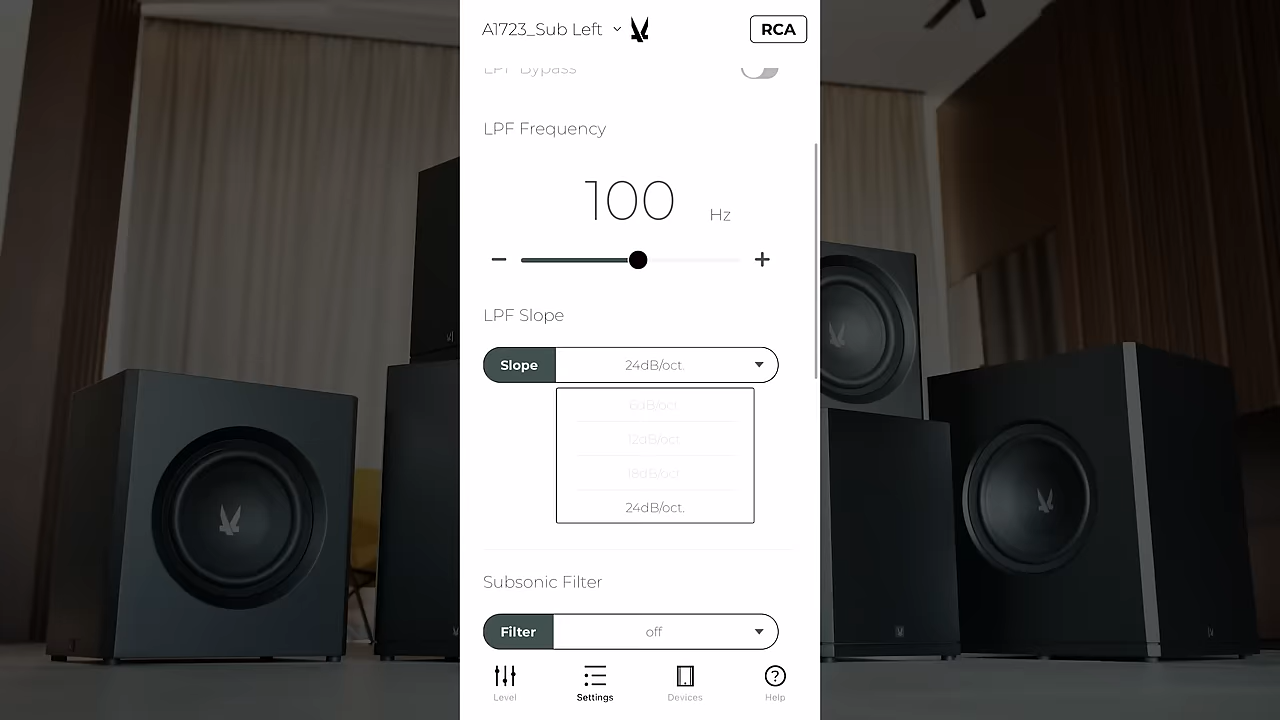 A1723_Sub Left
RCA
LPF Bypass
LPF Frequency
100 Hz
LPF Slope
Slope 24dB/oct.
6dB/oct.
12dB/oct.
18dB/oct.
24dB/oct.
Subsonic Filter
Filter off
Level Settings Devices Help